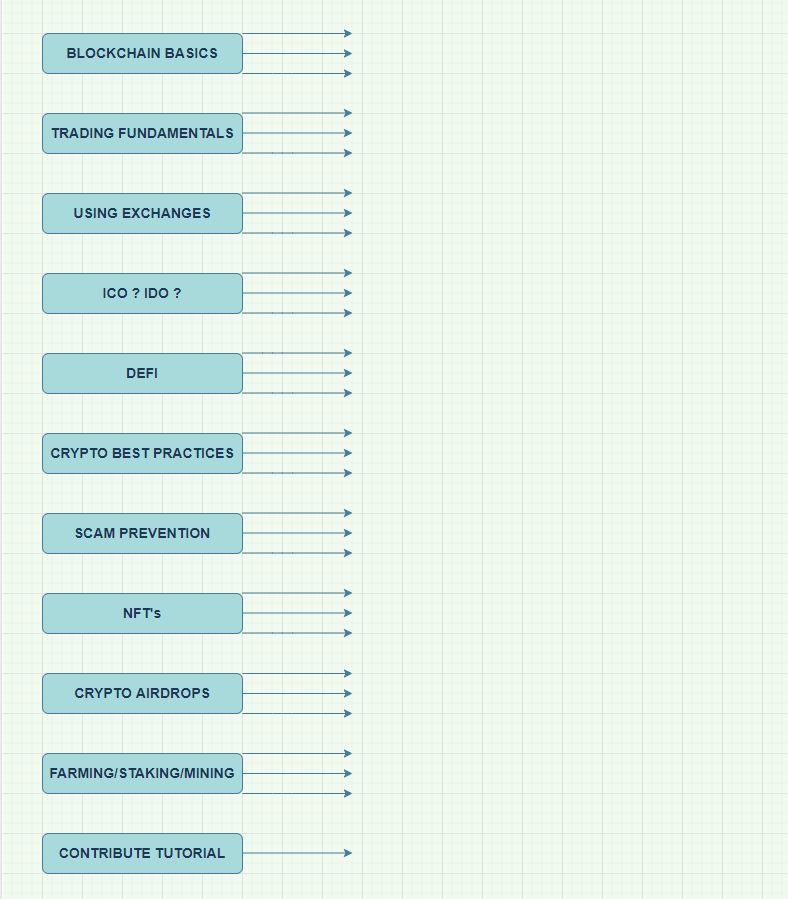 BLOCKCHAIN BASICS
TRADING FUNDAMENTALS
USING EXCHANGES
ICO ? IDO ?
DEFI
CRYPTO BEST PRACTICES
SCAM PREVENTION
NFT's
CRYPTO AIRDROPS
FARMING/STAKING/MINING
CONTRIBUTE TUTORIAL